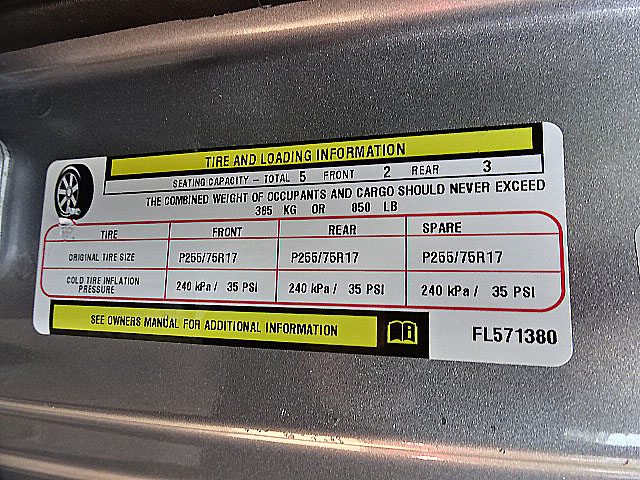 TIRE AND LOADING INFORMATION
SEATING CAPACITY – TOTAL 5 FRONT 2 REAR 3
THE COMBINED WEIGHT OF OCCUPANTS AND CARGO SHOULD NEVER EXCEED
385 KG OR 850 LB
TIRE FRONT REAR SPARE
ORIGINAL TIRE SIZE P255/75R17 P255/75R17 P255/75R17
COLD TIRE INFLATION PRESSURE 240 kPa / 35 PSI 240 kPa / 35 PSI 240 kPa / 35 PSI
SEE OWNERS MANUAL FOR ADDITIONAL INFORMATION
FL571380